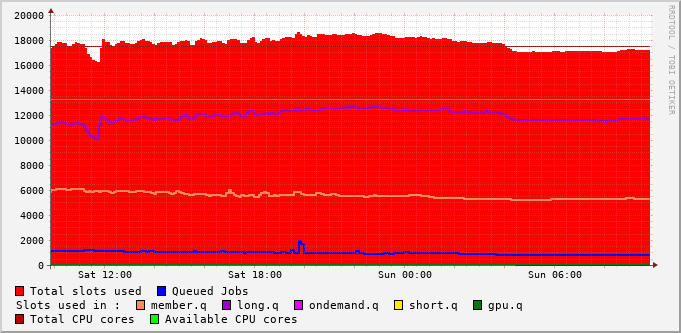 RRDTOOL / TOBI OETIKER
20000
18000
16000
14000
12000
10000
8000
6000
4000
2000
0
Sat 12:00 Sat 18:00 Sun 00:00 Sun 06:00
Total slots used Queued Jobs
Slots used in : member.q long.q ondemand.q short.q gpu.q
Total CPU cores Available CPU cores